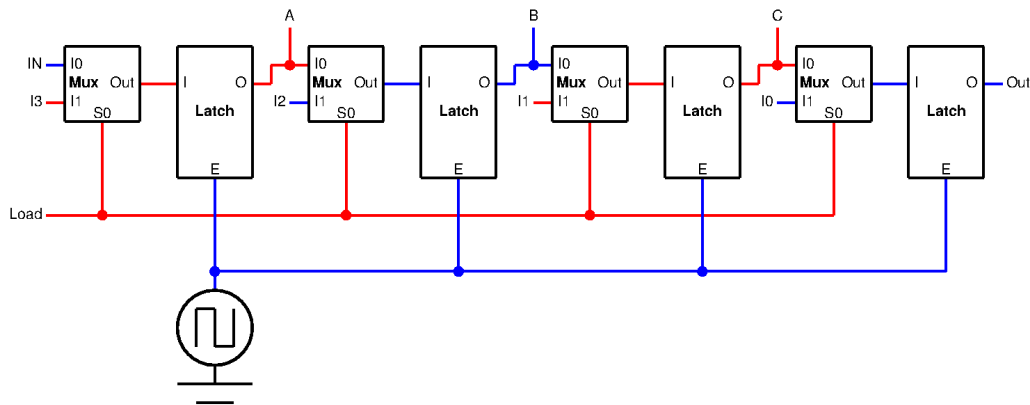 A B C
IN I0 I0 I0 I0
Mux Out I O Mux Out I O Mux Out I O Mux Out I O Out
I3 I1 I2 I1 I1 I1 I0 I1
S0 Latch S0 Latch S0 Latch S0 Latch
E E E E
Load